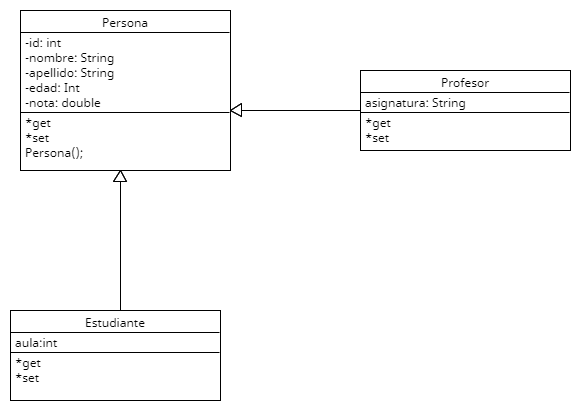 Persona
-id: int
-nombre: String
-apellido: String
-edad: Int
-nota: double
*get
*set
Persona();
Profesor
asignatura: String
*get
*set
Estudiante
aula:int
*get
*set